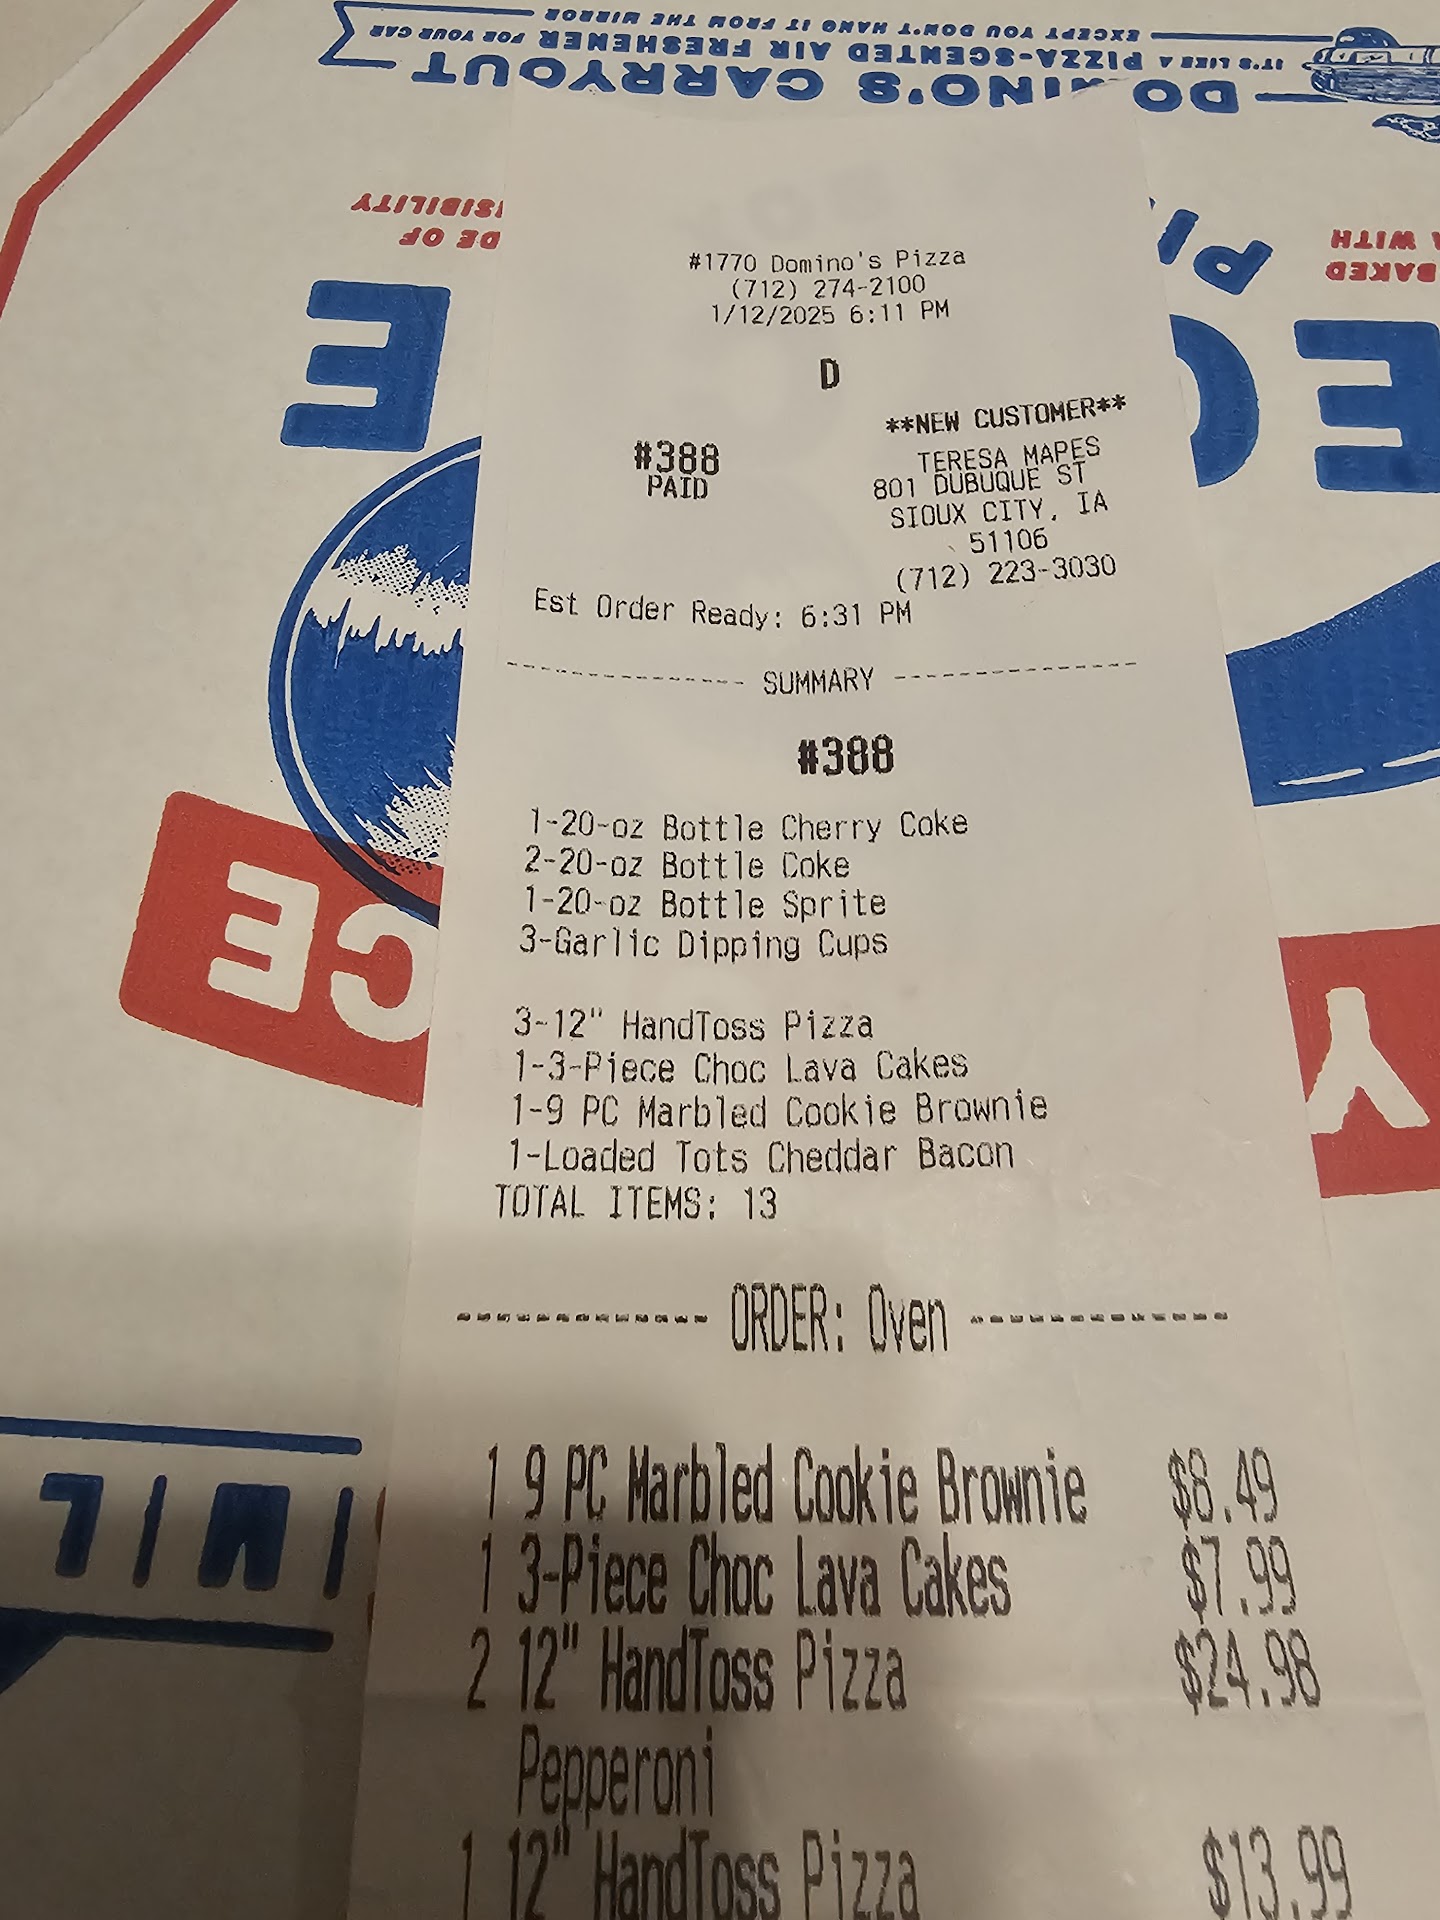 EXCEPT YOU DON'T HANG IT FROM THE MIRROR
IT'S LIKE A PIZZA-SCENTED AIR FRESHENER FOR YOUR CAR
CARRYOUT
DE OF
BAKED
WITH
E
CE
Y
#1770 Domino's Pizza
(712) 274-2100
1/12/2025 6:11 PM
D
**NEW CUSTOMER**
#388
PAID
TERESA MAPES
801 DUBUQUE ST
SIOUX CITY, IA
51106
(712) 223-3030
Est Order Ready: 6:31 PM
SUMMARY
#388
1-20-oz Bottle Cherry Coke
2-20-oz Bottle Coke
1-20-oz Bottle Sprite
3-Garlic Dipping Cups
3-12" HandToss Pizza
1-3-Piece Choc Lava Cakes
1-9 PC Marbled Cookie Brownie
1-Loaded Tots Cheddar Bacon
TOTAL ITEMS: 13
ORDER: Oven
1 9 PC Marbled Cookie Brownie $8.49
1 3-Piece Choc Lava Cakes $7.99
2 12" HandToss Pizza $24.98
Pepperoni
1 12" HandToss Pizza $13.99